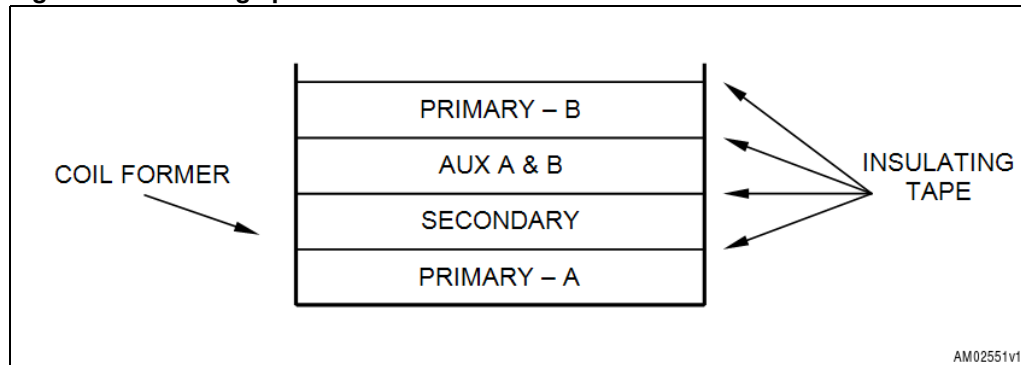 PRIMARY – B
AUX A & B
SECONDARY
PRIMARY – A
COIL FORMER
INSULATING
TAPE
AM02551v1